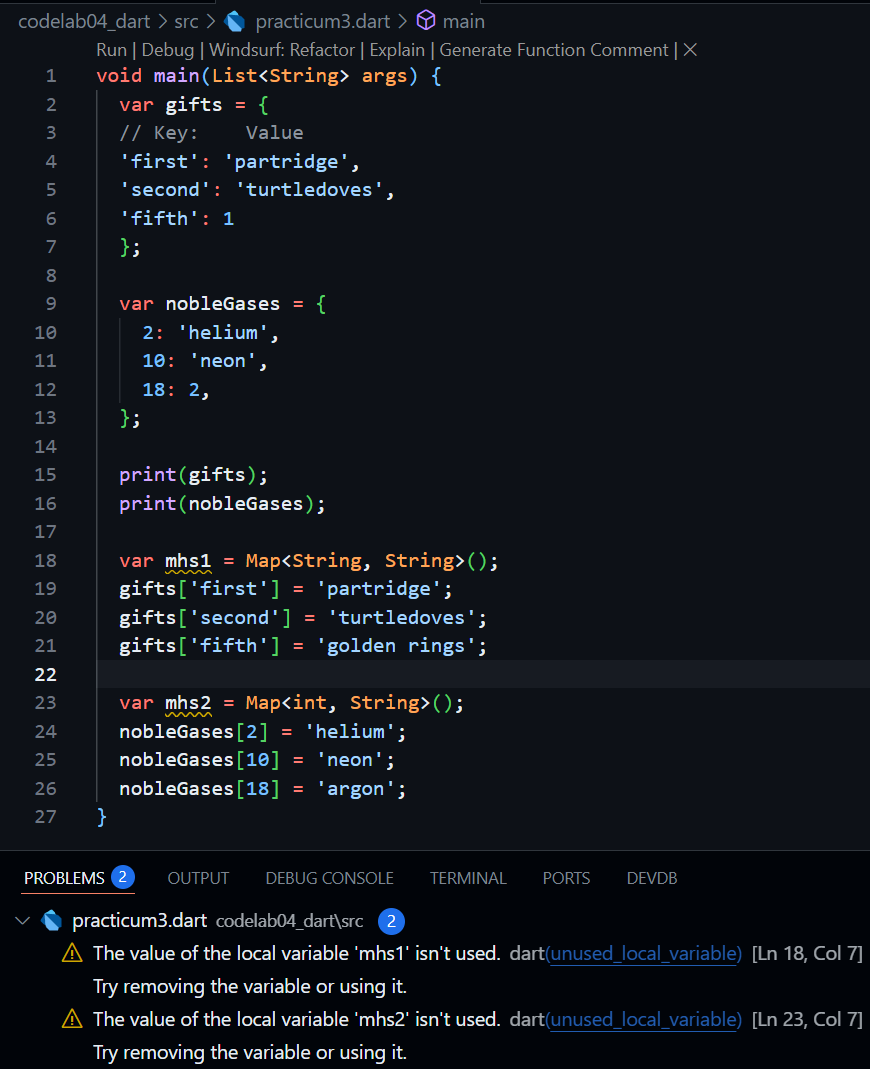 codelab04_dart > src > practicum3.dart > main
Run | Debug | Windsurf: Refactor | Explain | Generate Function Comment | ×
1 void main(List<String> args) {
2   var gifts = {
3   // Key:    Value
4   'first': 'partridge',
5   'second': 'turtledoves',
6   'fifth': 1
7   };
8
9   var nobleGases = {
10     2: 'helium',
11     10: 'neon',
12     18: 2,
13   };
14
15   print(gifts);
16   print(nobleGases);
17
18   var mhs1 = Map<String, String>();
19   gifts['first'] = 'partridge';
20   gifts['second'] = 'turtledoves';
21   gifts['fifth'] = 'golden rings';
22
23   var mhs2 = Map<int, String>();
24   nobleGases[2] = 'helium';
25   nobleGases[10] = 'neon';
26   nobleGases[18] = 'argon';
27 }
PROBLEMS 2 OUTPUT DEBUG CONSOLE TERMINAL PORTS DEVDB
practicum3.dart codelab04_dart\src 2
The value of the local variable 'mhs1' isn't used. dart(unused_local_variable) [Ln 18, Col 7]
Try removing the variable or using it.
The value of the local variable 'mhs2' isn't used. dart(unused_local_variable) [Ln 23, Col 7]
Try removing the variable or using it.